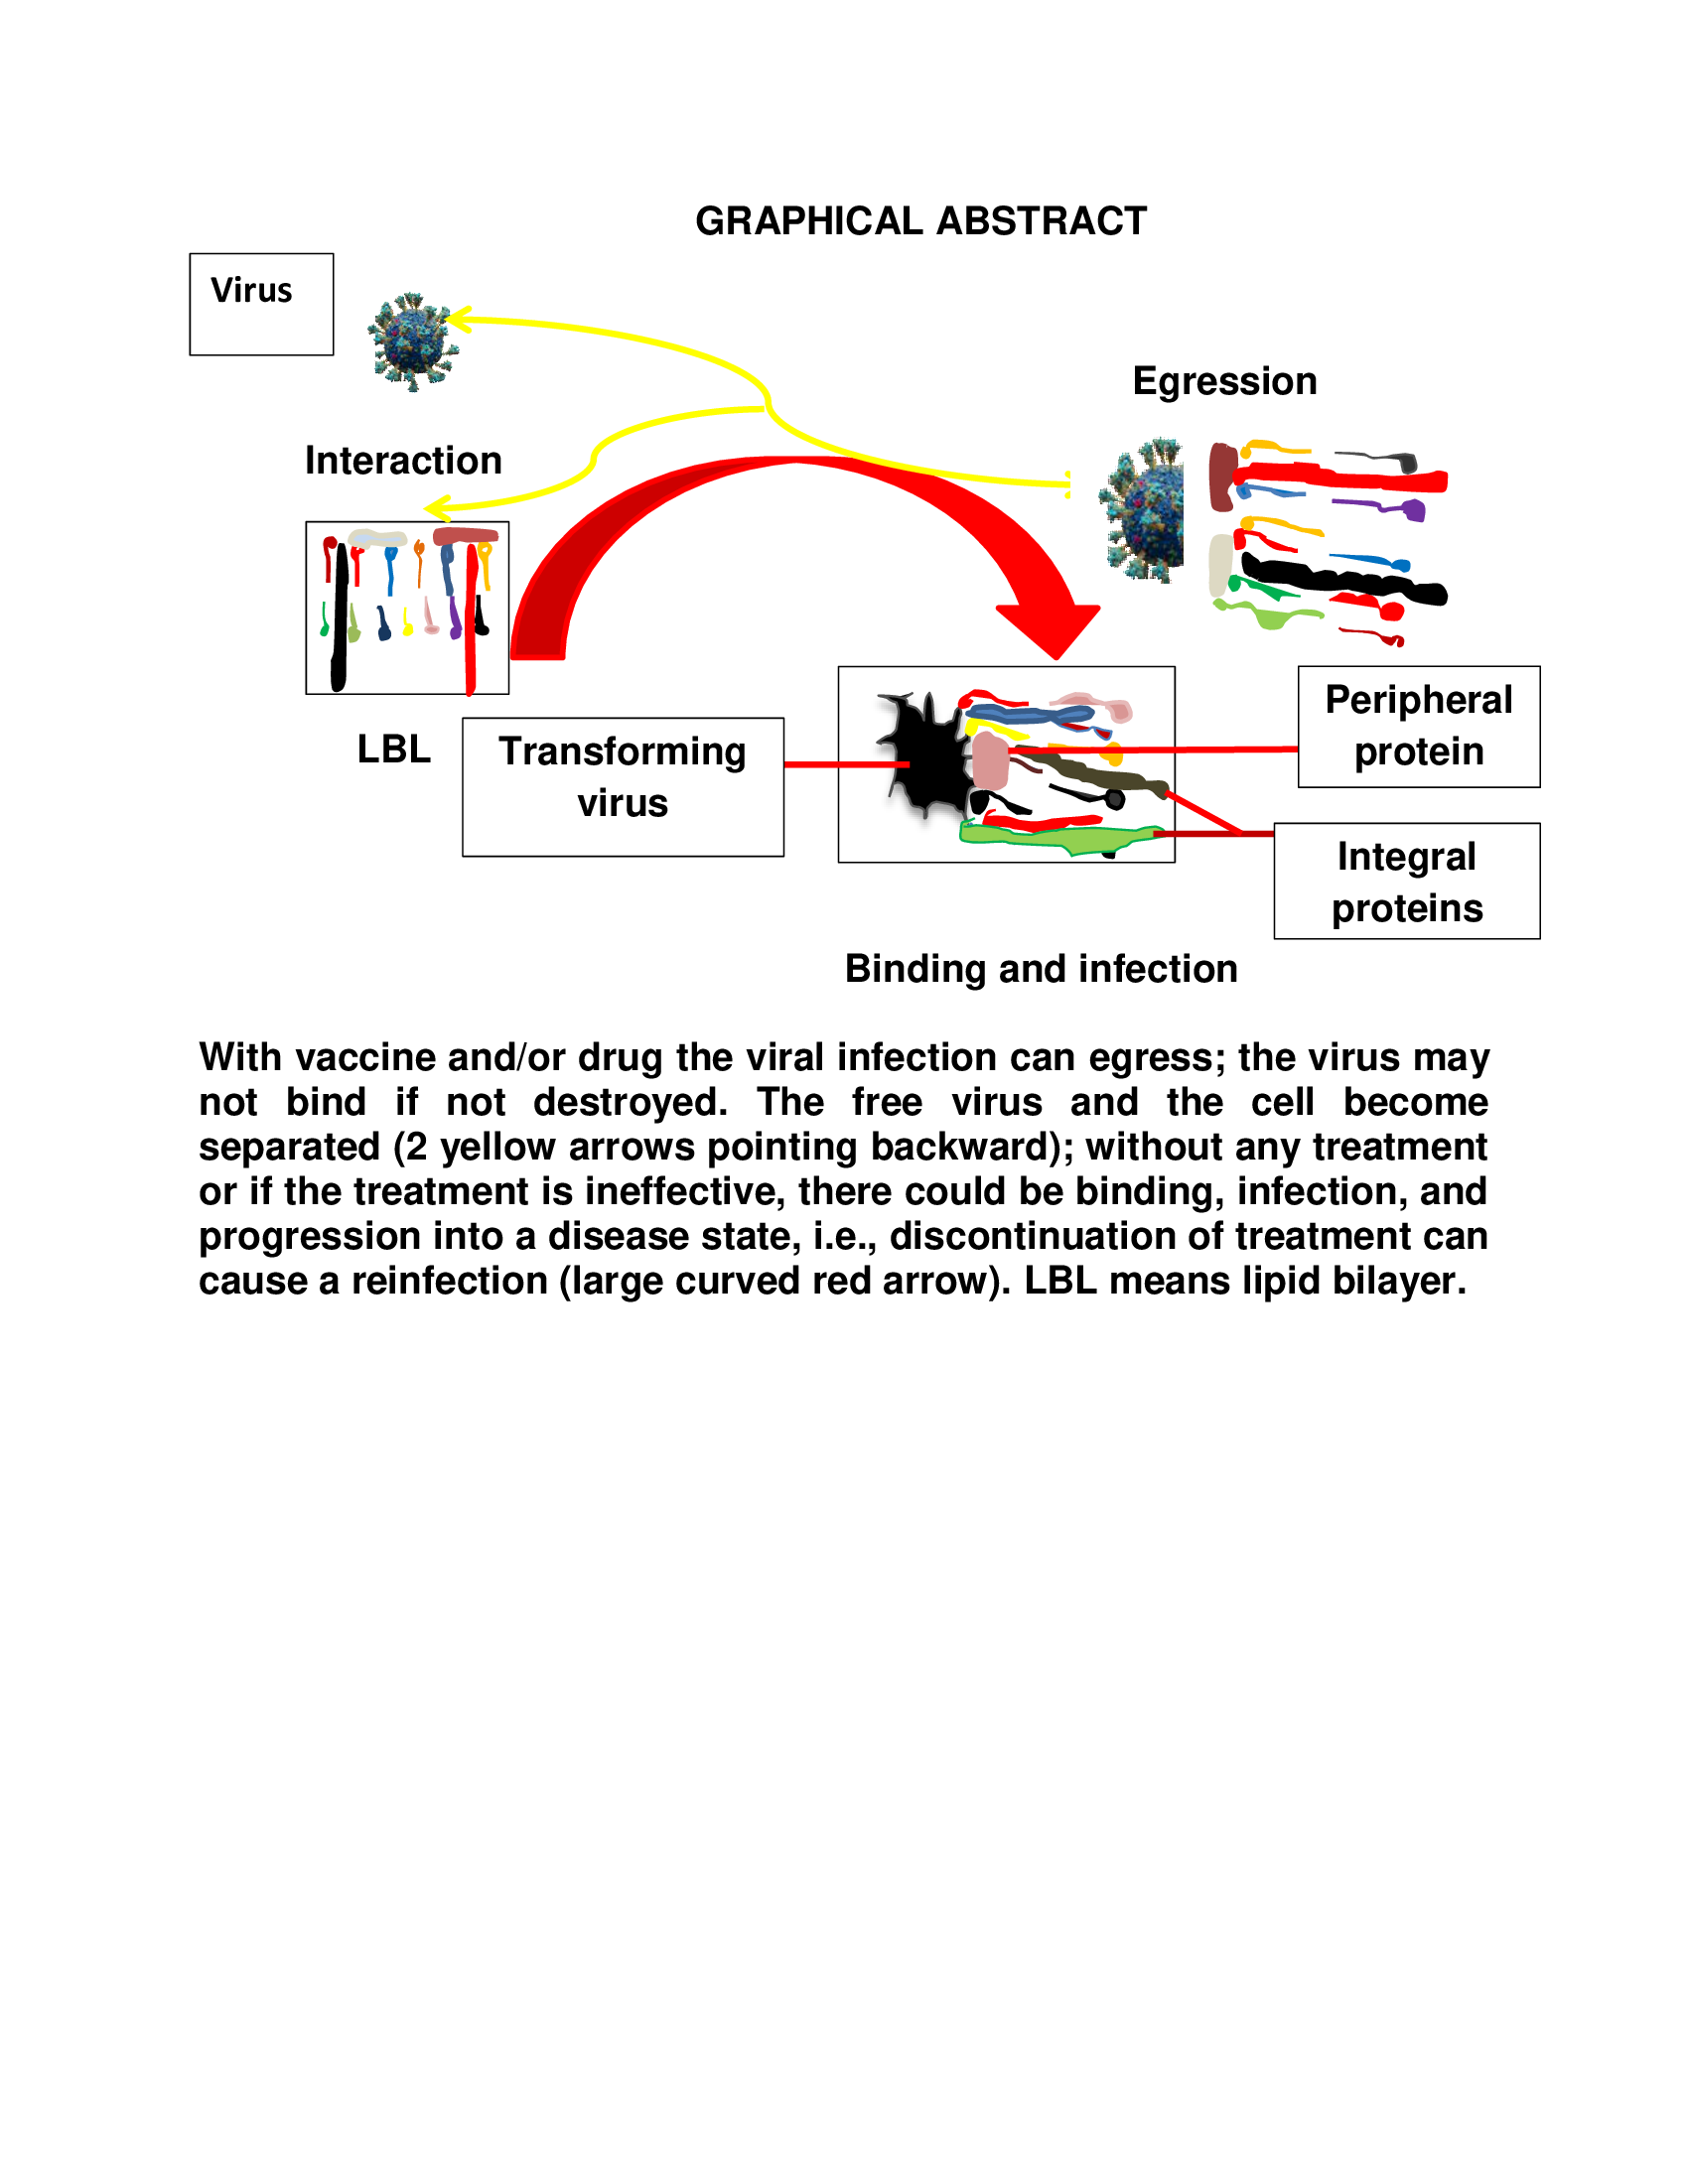 GRAPHICAL ABSTRACT
Virus
Egression
Interaction
Peripheral
protein
LBL
Transforming
virus
Integral
proteins
Binding and infection
With vaccine and/or drug the viral infection can egress; the virus may
not bind if not destroyed. The free virus and the cell become
separated (2 yellow arrows pointing backward); without any treatment
or if the treatment is ineffective, there could be binding, infection, and
progression into a disease state, i.e., discontinuation of treatment can
cause a reinfection (large curved red arrow). LBL means lipid bilayer.